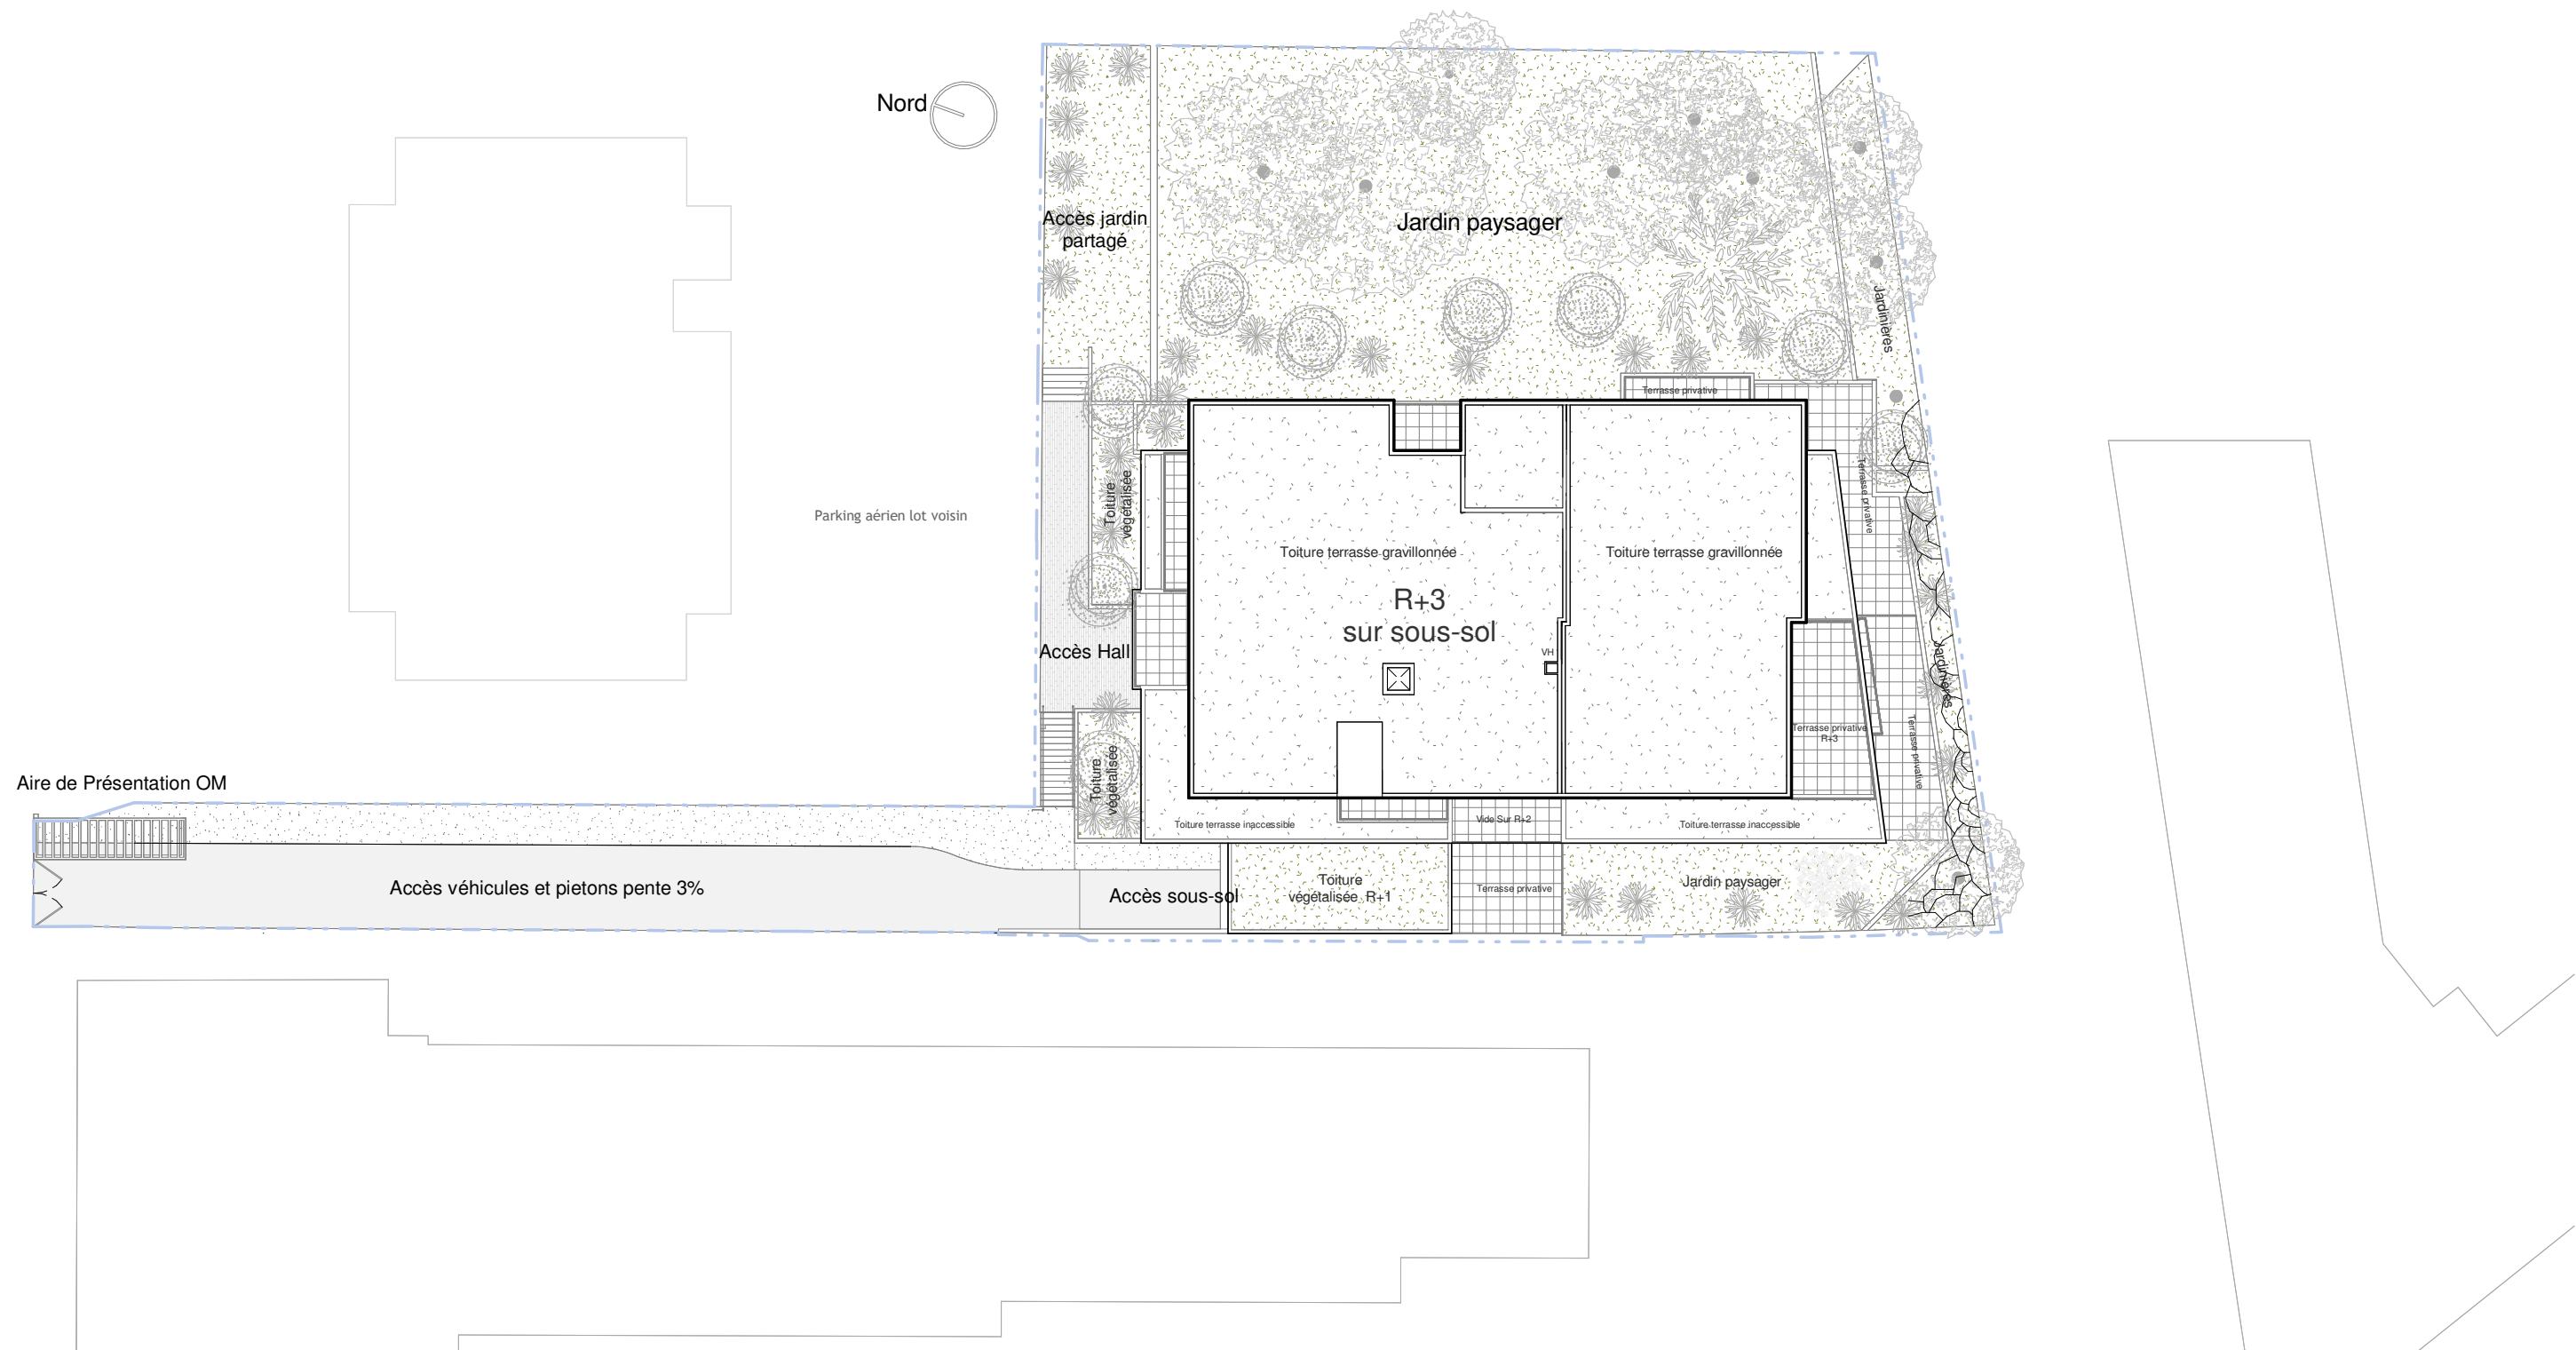 Nord
Accès jardin
partagé
Jardin paysager
Jardinières
Terrasse privative
Toiture
végétalisée
Parking aérien lot voisin
Toiture terrasse gravillonnée
Toiture terrasse gravillonnée
Terrasse privative
R+3
sur sous-sol
VH
Accès Hall
Jardinières
Terrasse privative
R+3
Terrasse privative
Toiture
végétalisée
Aire de Présentation OM
Toiture terrasse inaccessible
Vide Sur R+2
Toiture terrasse inaccessible
Accès véhicules et pietons pente 3%
Accès sous-sol
Toiture
végétalisée R+1
Terrasse privative
Jardin paysager